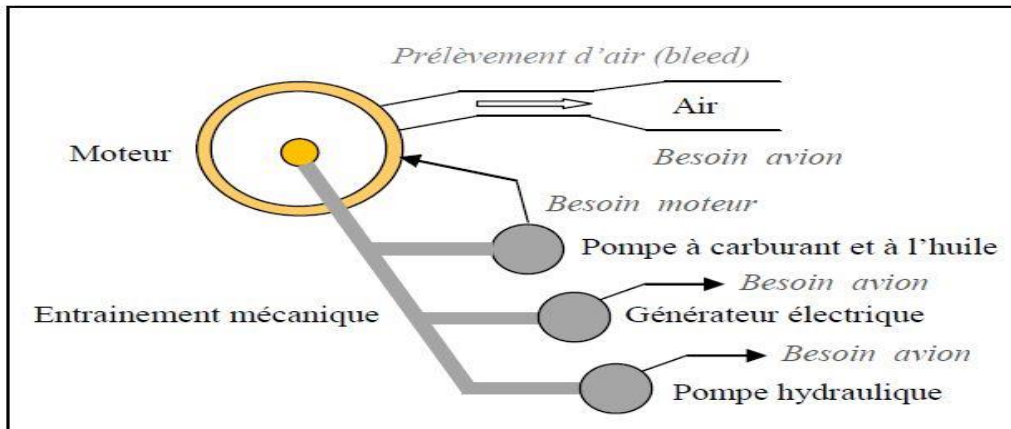 Prélèvement d'air (bleed)
Air
Moteur
Besoin avion
Besoin moteur
Pompe à carburant et à l'huile
Besoin avion
Entrainement mécanique
Générateur électrique
Besoin avion
Pompe hydraulique